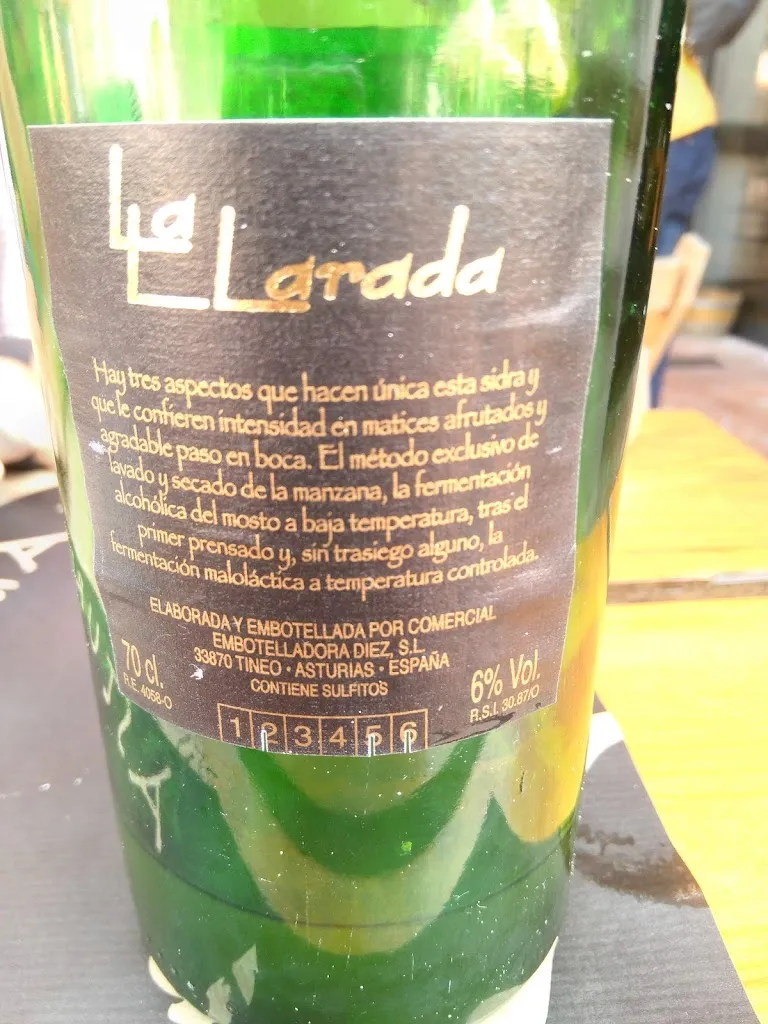 La
LLarada
Hay tres aspectos que hacen única esta sidra y
que le confieren intensidad en matices afrutados y
agradable paso en boca. El método exclusivo de
lavado y secado de la manzana, la fermentación
alcohólica del mosto a baja temperatura, tras el
primer prensado y, sin trasiego alguno, la
fermentación maloláctica a temperatura controlada.
ELABORADA Y EMBOTELLADA POR COMERCIAL
EMBOTELLADORA DIEZ, S.L.
33870 TINEO · ASTURIAS · ESPAÑA
CONTIENE SULFITOS
70 cl.
R.E. 4058-O
6% Vol.
R.S.I. 30.87/O
1 2 3 4 5 6